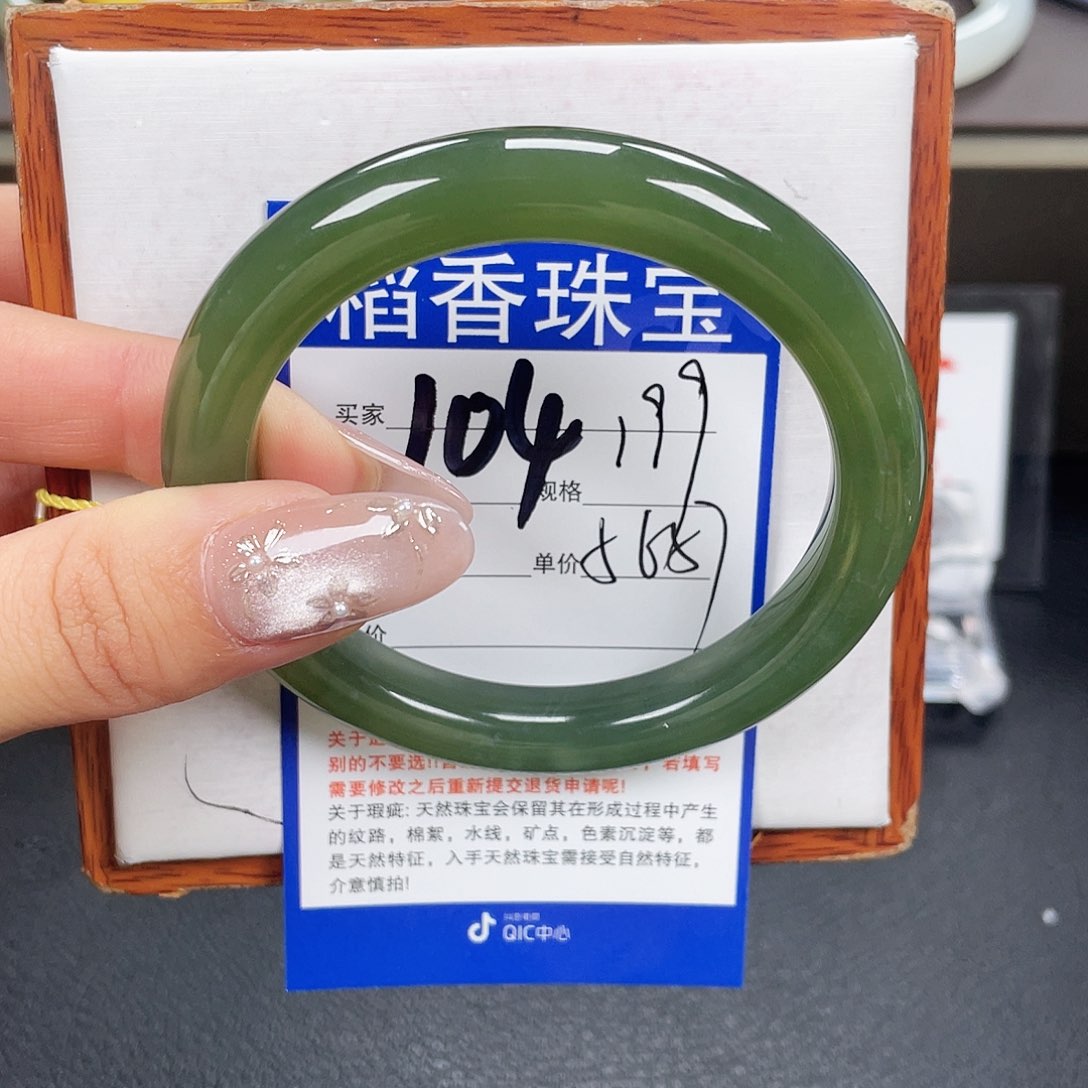 稻香珠宝
买家 104 199
规格
单价
价
别的不要选!!
，若填写
需要修改之后重新提交退货申请呢!
关于瑕疵: 天然珠宝会保留其在形成过程中产生
的纹路，棉絮，水线，矿点，色素沉淀等，都
是天然特征，入手天然珠宝需接受自然特征，
介意慎拍!
QIC中心